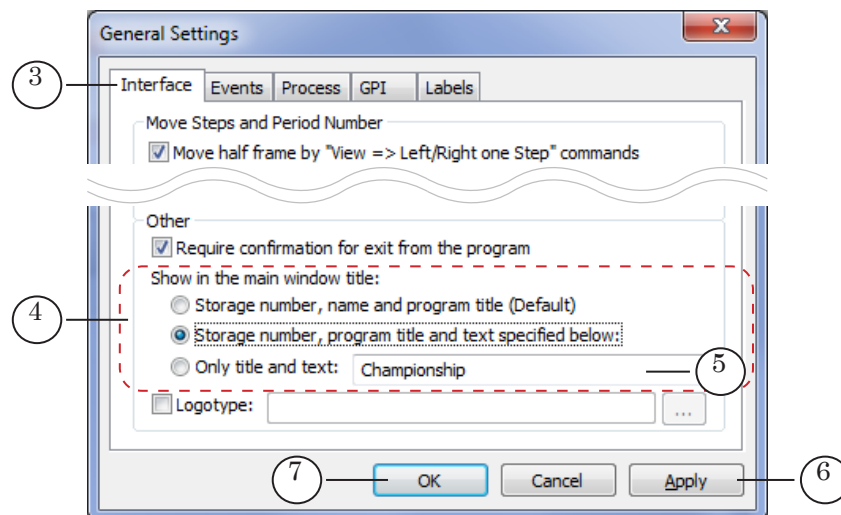 General Settings
3
Interface Events Process GPI Labels
Move Steps and Period Number
Move half frame by "View => Left/Right one Step" commands
Other
Require confirmation for exit from the program
Show in the main window title:
4
Storage number, name and program title (Default)
Storage number, program title and text specified below:
Only title and text: Championship 5
Logotype: ...
7 OK Cancel Apply 6